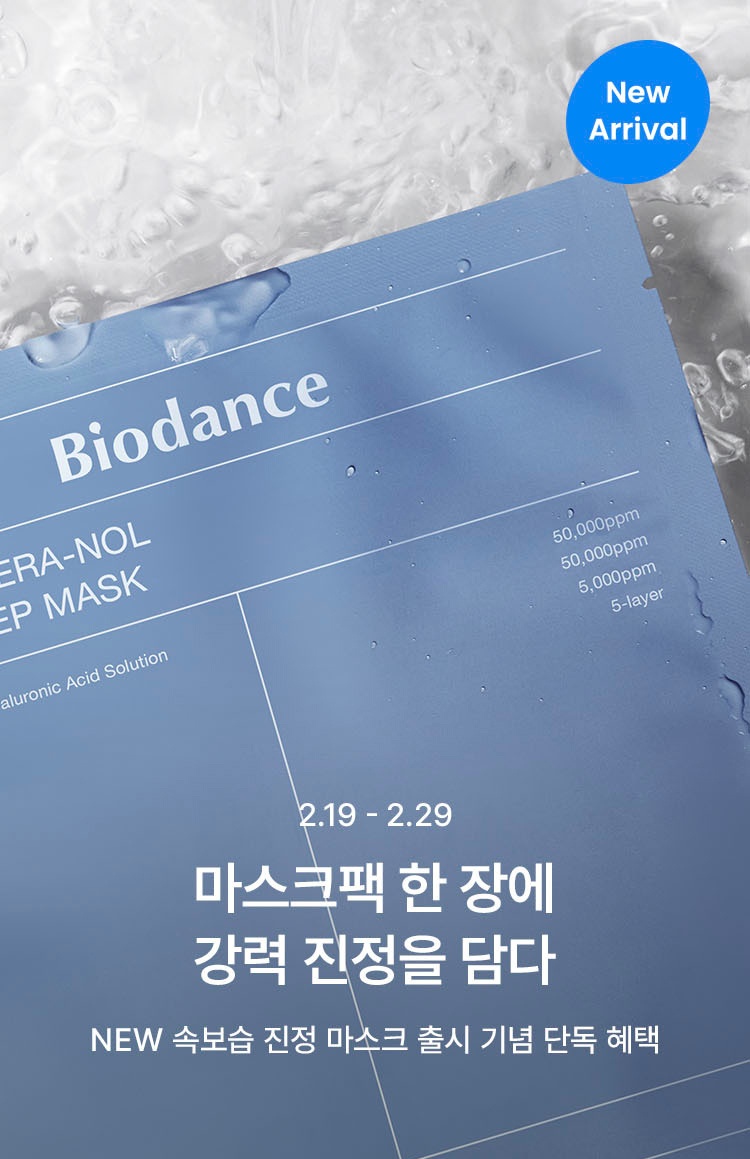 New
Arrival
Biodance
ERA-NOL
EP MASK
aluronic Acid Solution
50,000ppm
50,000ppm
5,000ppm
5-layer
2.19 - 2.29
마스크팩 한 장에
강력 진정을 담다
NEW 속보습 진정 마스크 출시 기념 단독 혜택